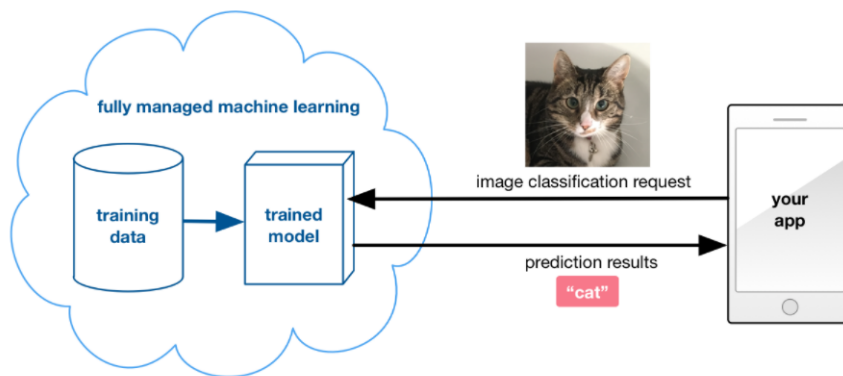 fully managed machine learning
training
data
trained
model
image classification request
prediction results
“cat”
your
app